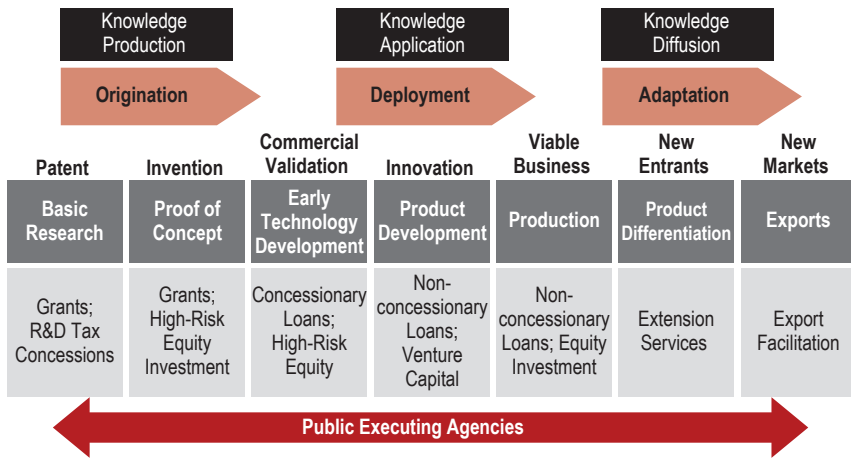 Knowledge
Production
Knowledge
Application
Knowledge
Diffusion
Origination
Deployment
Adaptation
Patent
Invention
Commercial
Validation
Innovation
Viable
Business
New
Entrants
New
Markets
Basic
Research
Proof of
Concept
Early
Technology
Development
Product
Development
Production
Product
Differentiation
Exports
Grants;
R&D Tax
Concessions
Grants;
High-Risk
Equity
Investment
Concessionary
Loans;
High-Risk
Equity
Non-
concessionary
Loans;
Venture
Capital
Non-
concessionary
Loans; Equity
Investment
Extension
Services
Export
Facilitation
Public Executing Agencies